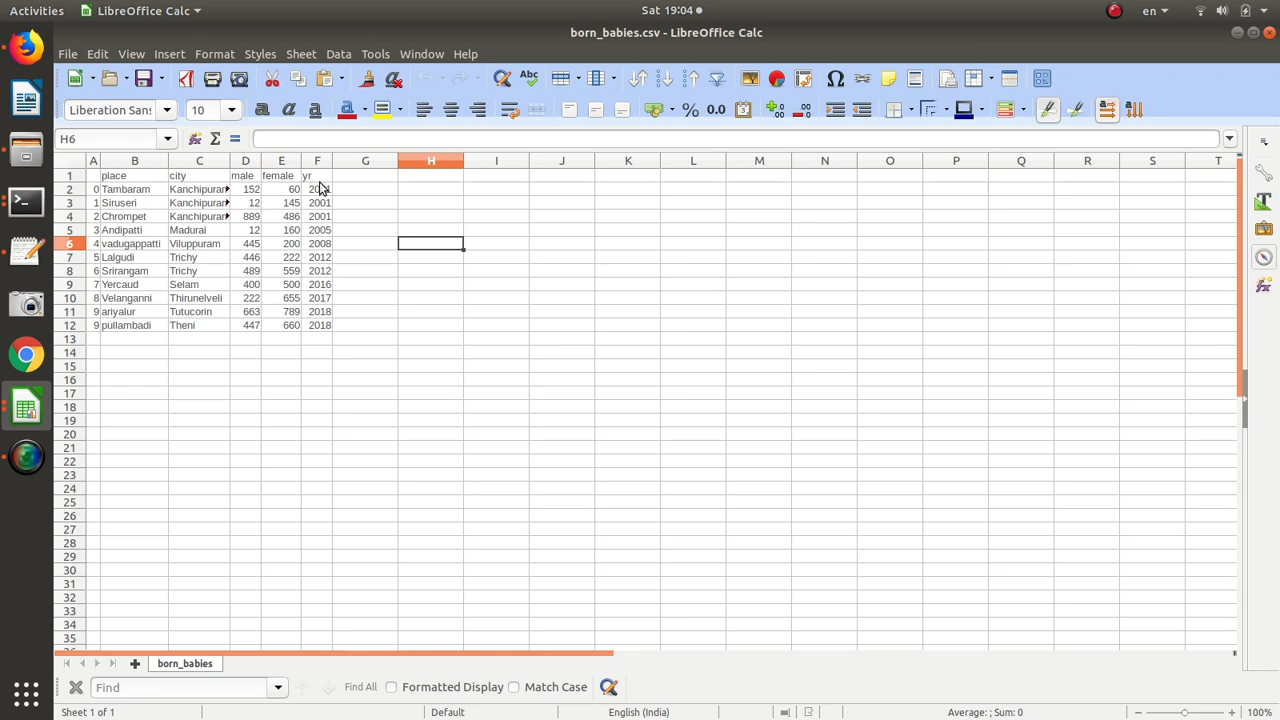 Activities LibreOffice Calc Sat 19:04 en
born_babies.csv - LibreOffice Calc
File Edit View Insert Format Styles Sheet Data Tools Window Help
Liberation Sans 10
H6
A B C D E F G H I J K L M N O P Q R S T
1 place city male female yr
2 0 Tambaram Kanchipuram 152 60
3 1 Siruseri Kanchipuram 12 145 2001
4 2 Chrompet Kanchipuram 889 486 2001
5 3 Andipatti Madurai 12 160 2005
6 4 vadugappatti Viluppuram 445 200 2008
7 5 Lalgudi Trichy 446 222 2012
8 6 Srirangam Trichy 489 559 2012
9 7 Yercaud Selam 400 500 2016
10 8 Velanganni Thirunelveli 222 655 2017
11 9 ariyalur Tutucorin 663 789 2018
12 9 pullambadi Theni 447 660 2018
13
14
15
16
17
18
19
20
21
22
23
24
25
26
27
28
29
30
31
32
33
34
35
born_babies
Find Find All Formatted Display Match Case
Sheet 1 of 1 Default English (India) Average: ; Sum: 0 100%